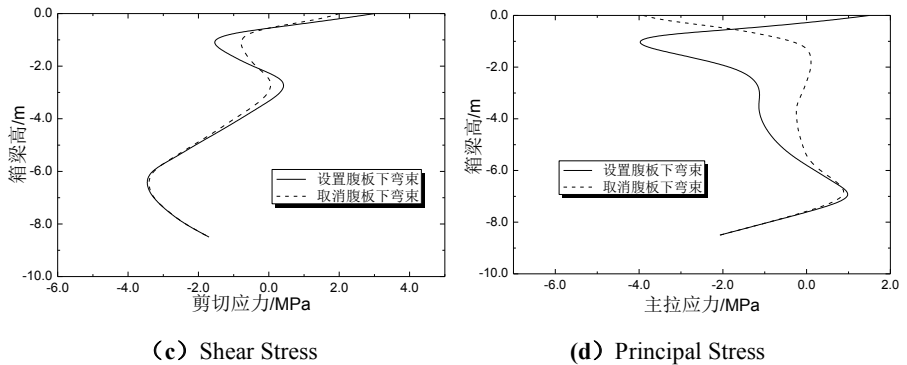 0.0
-2.0
-4.0
-6.0
-8.0
-10.0
箱梁高/m
设置腹板下弯束
取消腹板下弯束
-6.0 -4.0 -2.0 0.0 2.0 4.0
剪切应力/MPa
（c）Shear Stress
0.0
-2.0
-4.0
-6.0
-8.0
-10.0
箱梁高/m
设置腹板下弯束
取消腹板下弯束
-6.0 -4.0 -2.0 0.0 2.0
主拉应力/MPa
（d）Principal Stress